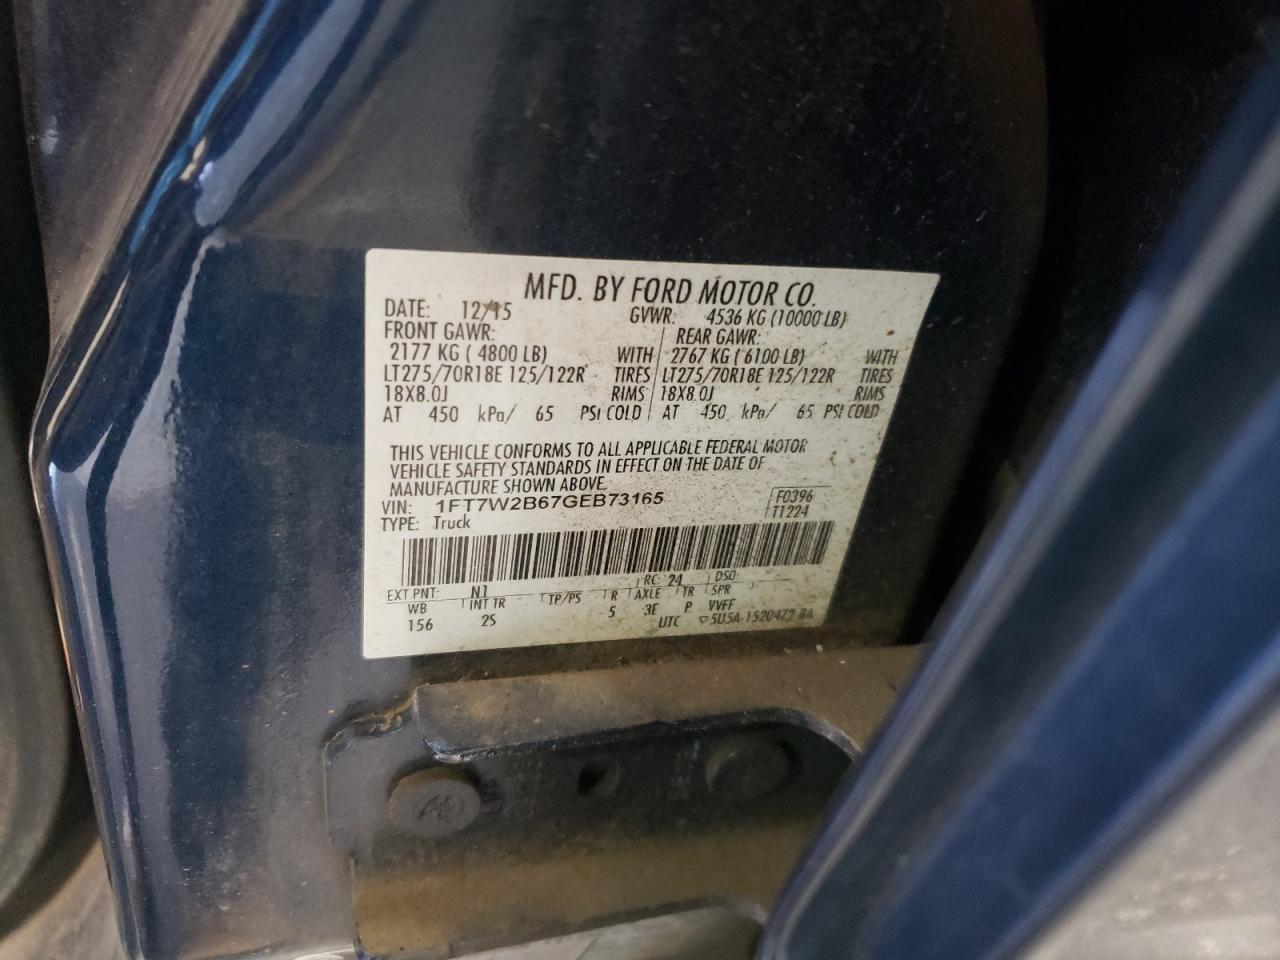 MFD. BY FORD MOTOR CO.
DATE: 12/15 GVWR: 4536 KG (10000 LB)
FRONT GAWR: REAR GAWR:
2177 KG ( 4800 LB) WITH 2767 KG ( 6100 LB) WITH
LT275/70R18E 125/122R TIRES LT275/70R18E 125/122R TIRES
18X8.0J RIMS 18X8.0J RIMS
AT 450 kPa/ 65 PSI COLD AT 450 kPa/ 65 PSI COLD
THIS VEHICLE CONFORMS TO ALL APPLICABLE FEDERAL MOTOR
VEHICLE SAFETY STANDARDS IN EFFECT ON THE DATE OF
MANUFACTURE SHOWN ABOVE.
VIN: 1FT7W2B67GEB73165 F0396
TYPE: Truck T1224
EXT PNT: N1 RC: 24 DSO:
WB INT TR TP/PS R AXLE TR SPR
156 2S 5 3E P VVFF
UTC ▽5U5A-1520472-BA